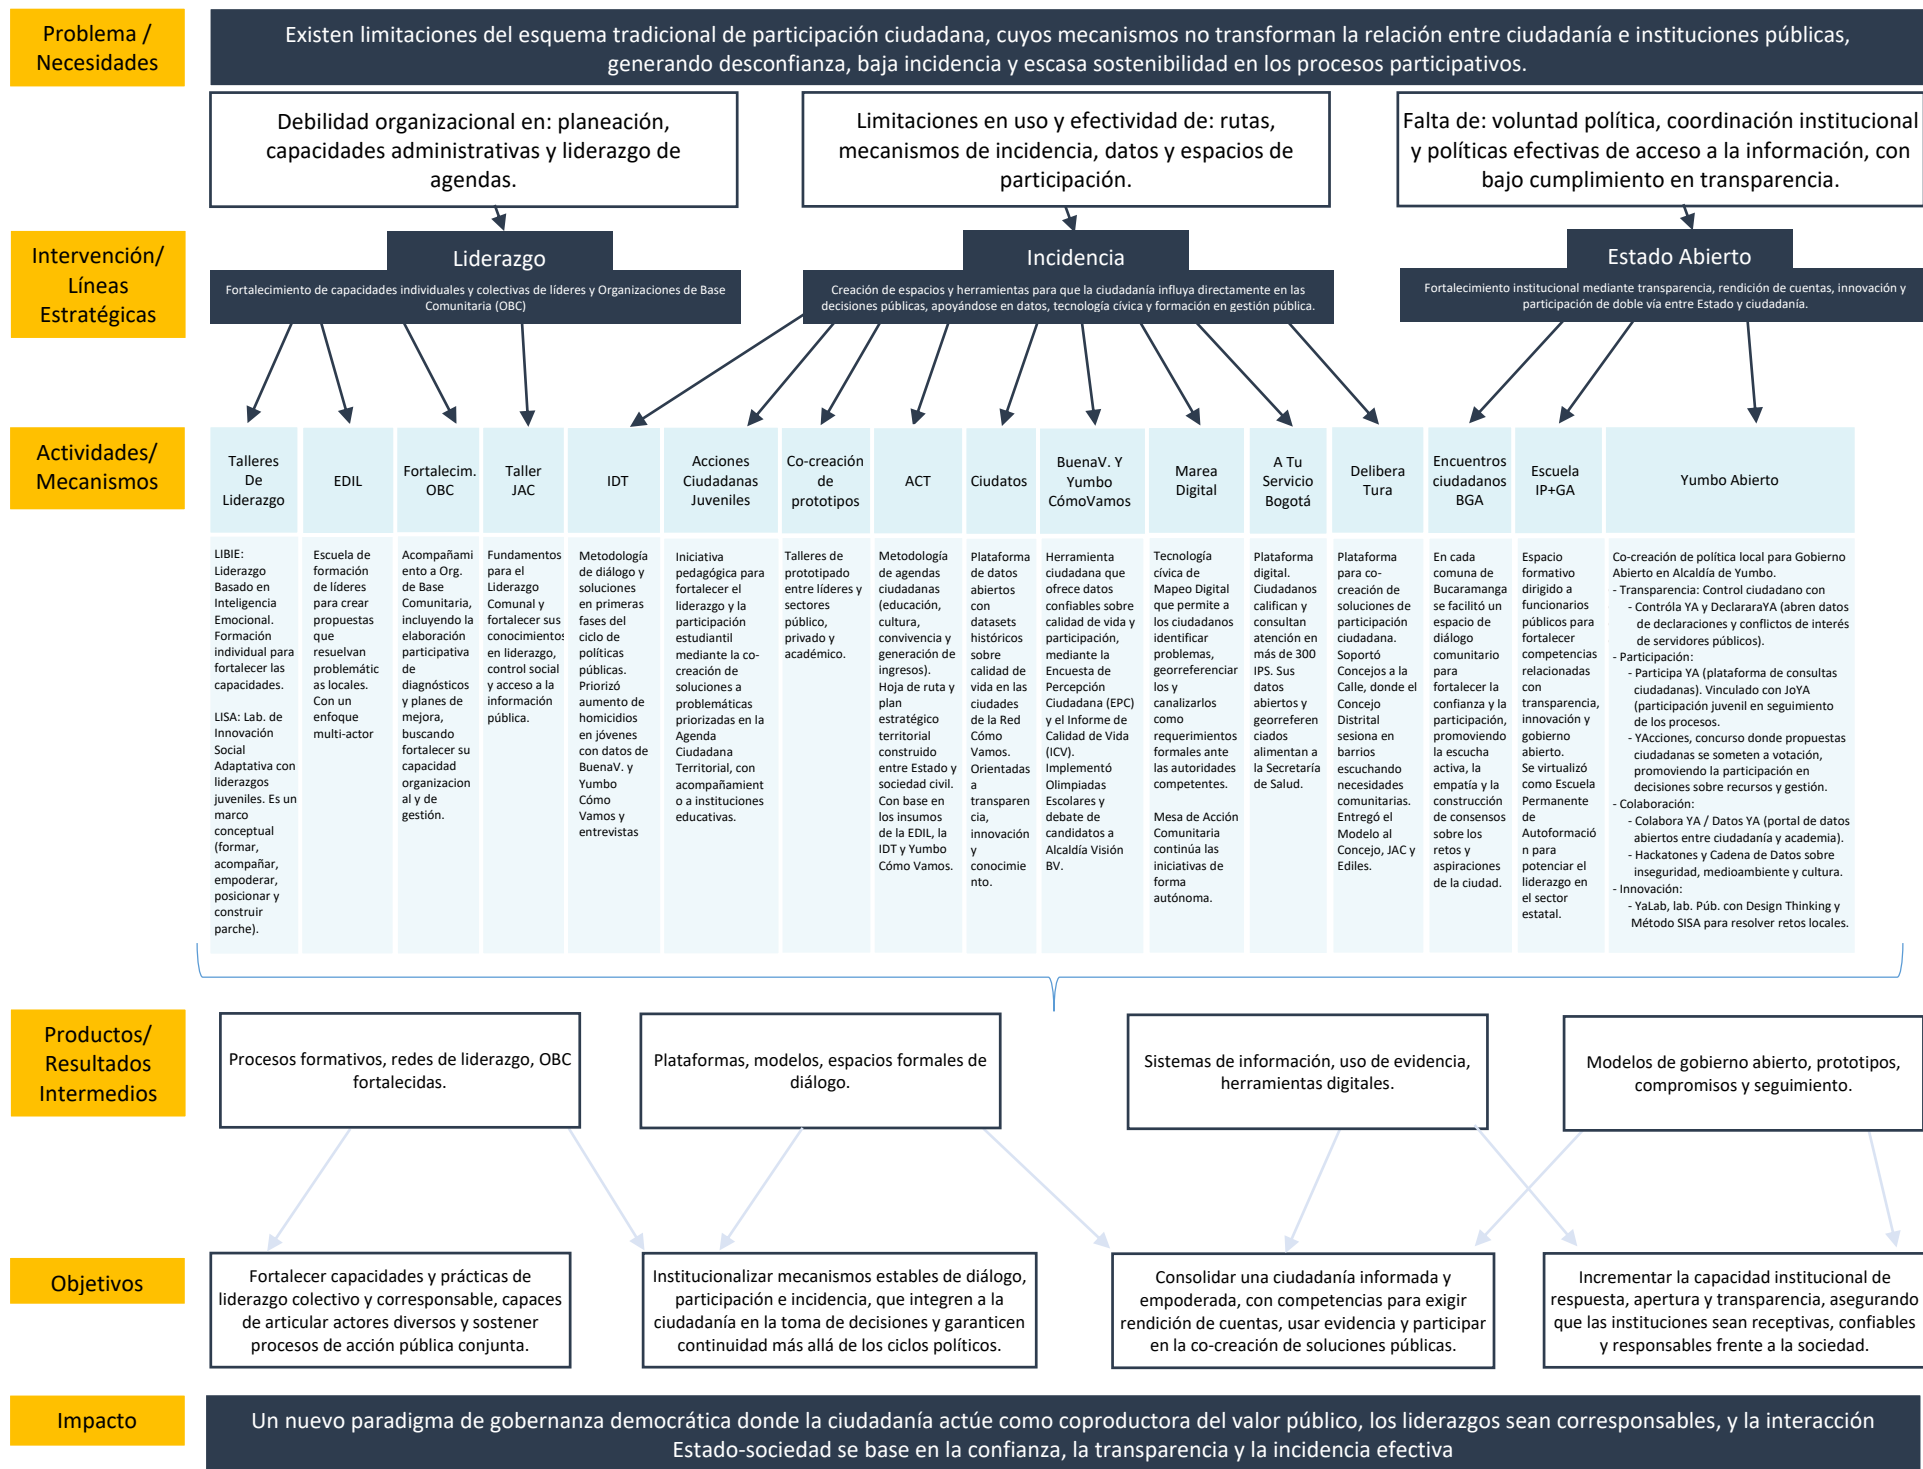 Problema /
Necesidades
Existen limitaciones del esquema tradicional de participación ciudadana, cuyos mecanismos no transforman la relación entre ciudadanía e instituciones públicas,
generando desconfianza, baja incidencia y escasa sostenibilidad en los procesos participativos.
Debilidad organizacional en: planeación,
capacidades administrativas y liderazgo de
agendas.
Limitaciones en uso y efectividad de: rutas,
mecanismos de incidencia, datos y espacios de
participación.
Falta de: voluntad política, coordinación institucional
y políticas efectivas de acceso a la información, con
bajo cumplimiento en transparencia.
Intervención/
Líneas
Estratégicas
Liderazgo
Fortalecimiento de capacidades individuales y colectivas de líderes y Organizaciones de Base
Comunitaria (OBC)
Incidencia
Creación de espacios y herramientas para que la ciudadanía influya directamente en las
decisiones públicas, apoyándose en datos, tecnología cívica y formación en gestión pública.
Estado Abierto
Fortalecimiento institucional mediante transparencia, rendición de cuentas, innovación y
participación de doble vía entre Estado y ciudadanía.
Actividades/
Mecanismos
Talleres
De
Liderazgo
EDIL
Fortalecim.
OBC
Taller
JAC
IDT
Acciones
Ciudadanas
Juveniles
Co-creación
de
prototipos
ACT
Ciudatos
BuenaV. Y
Yumbo
CómoVamos
Marea
Digital
A Tu
Servicio
Bogotá
Delibera
Tura
Encuentros
ciudadanos
BGA
Escuela
IP+GA
Yumbo Abierto
LIBIE:
Liderazgo
Basado en
Inteligencia
Emocional.
Formación
individual para
fortalecer las
capacidades.
LISA: Lab. de
Innovación
Social
Adaptativa con
liderazgos
juveniles. Es un
marco
conceptual
(formar,
acompañar,
empoderar,
posicionar y
construir
parche).
Escuela de
formación
de líderes
para crear
propuestas
que
resuelvan
problemátic
as locales.
Con un
enfoque
multi-actor
Acompañami
ento a Org.
de Base
Comunitaria,
incluyendo la
elaboración
participativa
de
diagnósticos
y planes de
mejora,
buscando
fortalecer su
capacidad
organizacion
al y de
gestión.
Fundamentos
para el
Liderazgo
Comunal y
fortalecer sus
conocimientos
en liderazgo,
control social
y acceso a la
información
pública.
Metodología
de diálogo y
soluciones
en primeras
fases del
ciclo de
políticas
públicas.
Priorizó
aumento de
homicidios
en jóvenes
con datos de
BuenaV. y
Yumbo
Cómo
Vamos y
entrevistas
Iniciativa
pedagógica para
fortalecer el
liderazgo y la
participación
estudiantil
mediante la co-
creación de
soluciones a
problemáticas
priorizadas en la
Agenda
Ciudadana
Territorial, con
acompañamient
o a instituciones
educativas.
Talleres de
prototipado
entre líderes y
sectores
público,
privado y
académico.
Metodología
de agendas
ciudadanas
(educación,
cultura,
convivencia y
generación de
ingresos).
Hoja de ruta y
plan
estratégico
territorial
construido
entre Estado y
sociedad civil.
Con base en
los insumos
de la EDIL, la
IDT y Yumbo
Cómo Vamos.
Plataforma
de datos
abiertos
con
datasets
históricos
sobre
calidad de
vida en las
ciudades
de la Red
Cómo
Vamos.
Orientadas
a
transparen
cia,
innovación
y
conocimie
nto.
Herramienta
ciudadana que
ofrece datos
confiables sobre
calidad de vida y
participación,
mediante la
Encuesta de
Percepción
Ciudadana (EPC)
y el Informe de
Calidad de Vida
(ICV).
Implementó
Olimpiadas
Escolares y
debate de
candidatos a
Alcaldía Visión
BV.
Tecnología
cívica de
Mapeo Digital
que permite a
los ciudadanos
identificar
problemas,
georreferenciar
los y
canalizarlos
como
requerimientos
formales ante
las autoridades
competentes.
Mesa de Acción
Comunitaria
continúa las
iniciativas de
forma
autónoma.
Plataforma
digital.
Ciudadanos
califican y
consultan
atención en
más de 300
IPS. Sus
datos
abiertos y
georreferen
ciados
alimentan a
la Secretaría
de Salud.
Plataforma
para co-
creación de
soluciones de
participación
ciudadana.
Soportó
Concejos a la
Calle, donde el
Concejo
Distrital
sesiona en
barrios
escuchando
necesidades
comunitarias.
Entregó el
Modelo al
Concejo, JAC y
Ediles.
En cada
comuna de
Bucaramanga
se facilitó un
espacio de
diálogo
comunitario
para
fortalecer la
confianza y la
participación,
promoviendo
la escucha
activa, la
empatía y la
construcción
de consensos
sobre los
retos y
aspiraciones
de la ciudad.
Espacio
formativo
dirigido a
funcionarios
públicos para
fortalecer
competencias
relacionadas
con
transparencia,
innovación y
gobierno
abierto.
Se virtualizó
como Escuela
Permanente
de
Autoformació
n para
potenciar el
liderazgo en
el sector
estatal.
Co-creación de política local para Gobierno
Abierto en Alcaldía de Yumbo.
- Transparencia: Control ciudadano con
- Contróla YA y DeclararaYA (abren datos
de declaraciones y conflictos de interés
de servidores públicos).
- Participación:
- Participa YA (plataforma de consultas
ciudadanas). Vinculado con JoYA
(participación juvenil en seguimiento
de los procesos.
- YAcciones, concurso donde propuestas
ciudadanas se someten a votación,
promoviendo la participación en
decisiones sobre recursos y gestión.
- Colaboración:
- Colabora YA / Datos YA (portal de datos
abiertos entre ciudadanía y academia).
- Hackatones y Cadena de Datos sobre
inseguridad, medioambiente y cultura.
- Innovación:
- YaLab, lab. Púb. con Design Thinking y
Método SISA para resolver retos locales.
Productos/
Resultados
Intermedios
Procesos formativos, redes de liderazgo, OBC
fortalecidas.
Plataformas, modelos, espacios formales de
diálogo.
Sistemas de información, uso de evidencia,
herramientas digitales.
Modelos de gobierno abierto, prototipos,
compromisos y seguimiento.
Objetivos
Fortalecer capacidades y prácticas de
liderazgo colectivo y corresponsable, capaces
de articular actores diversos y sostener
procesos de acción pública conjunta.
Institucionalizar mecanismos estables de diálogo,
participación e incidencia, que integren a la
ciudadanía en la toma de decisiones y garanticen
continuidad más allá de los ciclos políticos.
Consolidar una ciudadanía informada y
empoderada, con competencias para exigir
rendición de cuentas, usar evidencia y participar
en la co-creación de soluciones públicas.
Incrementar la capacidad institucional de
respuesta, apertura y transparencia, asegurando
que las instituciones sean receptivas, confiables
y responsables frente a la sociedad.
Impacto
Un nuevo paradigma de gobernanza democrática donde la ciudadanía actúe como coproductora del valor público, los liderazgos sean corresponsables, y la interacción
Estado-sociedad se base en la confianza, la transparencia y la incidencia efectiva